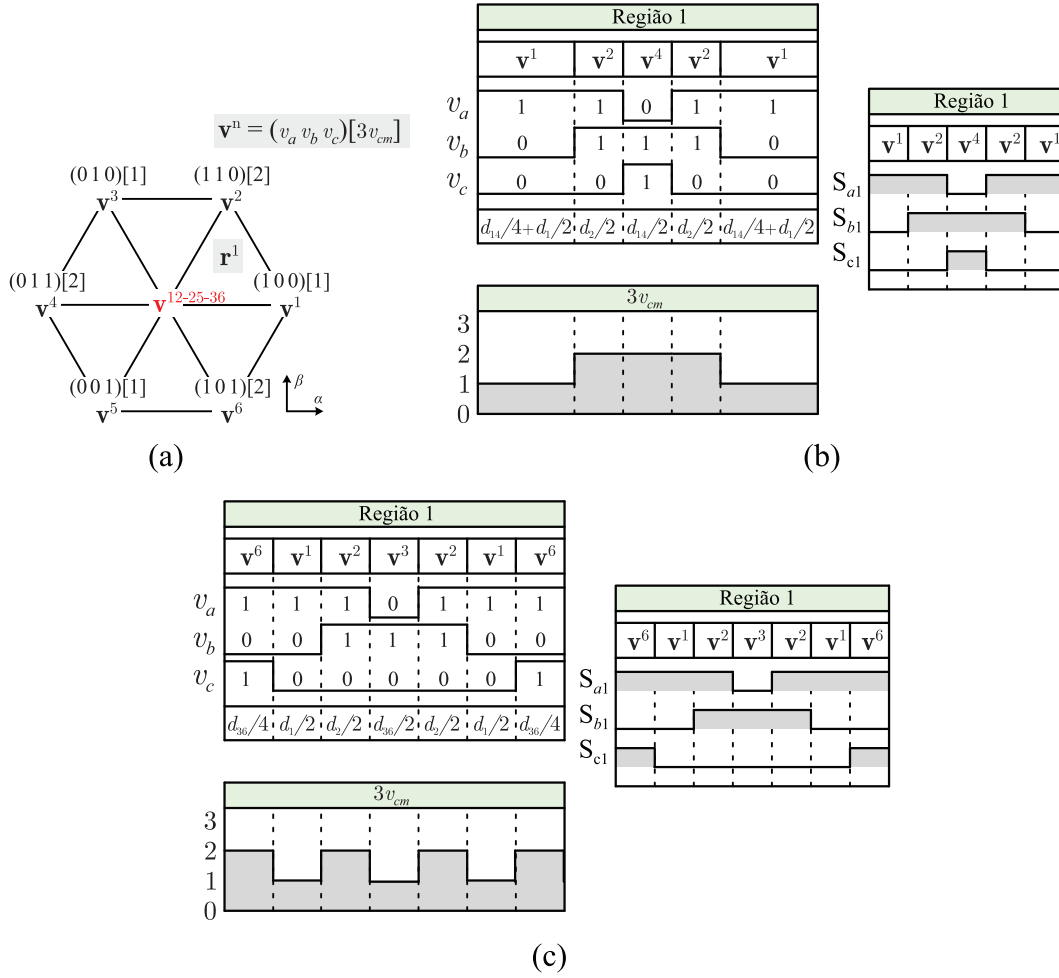 v^n = (v_a v_b v_c)[3v_cm]
(0 1 0)[1] (1 1 0)[2]
v^3 v^2
r^1
(0 1 1)[2] (1 0 0)[1]
v^4 v^12-25-36 v^1
(0 0 1)[1] (1 0 1)[2]
v^5 v^6
β
α
(a)
Região 1
v^1 v^2 v^4 v^2 v^1
v_a 1 1 0 1 1
v_b 0 1 1 1 0
v_c 0 0 1 0 0
d_14/4+d_1/2 d_2/2 d_14/2 d_2/2 d_14/4+d_1/2
3v_cm
3
2
1
0
Região 1
v^1 v^2 v^4 v^2 v^1
S_a1
S_b1
S_c1
(b)
Região 1
v^6 v^1 v^2 v^3 v^2 v^1 v^6
v_a 1 1 1 0 1 1 1
v_b 0 0 1 1 1 0 0
v_c 1 0 0 0 0 0 1
d_36/4 d_1/2 d_2/2 d_36/2 d_2/2 d_1/2 d_36/4
3v_cm
3
2
1
0
Região 1
v^6 v^1 v^2 v^3 v^2 v^1 v^6
S_a1
S_b1
S_c1
(c)